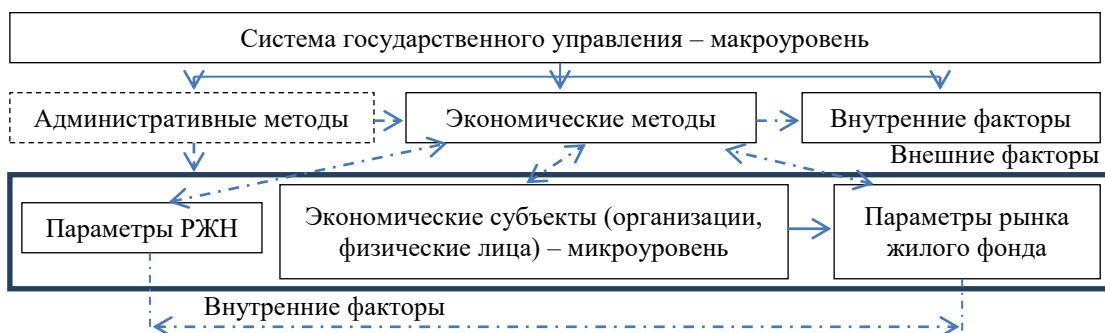 Система государственного управления – макроуровень
Административные методы
Экономические методы
Внутренние факторы
Внешние факторы
Параметры РЖН
Экономические субъекты (организации,
физические лица) – микроуровень
Параметры рынка
жилого фонда
Внутренние факторы